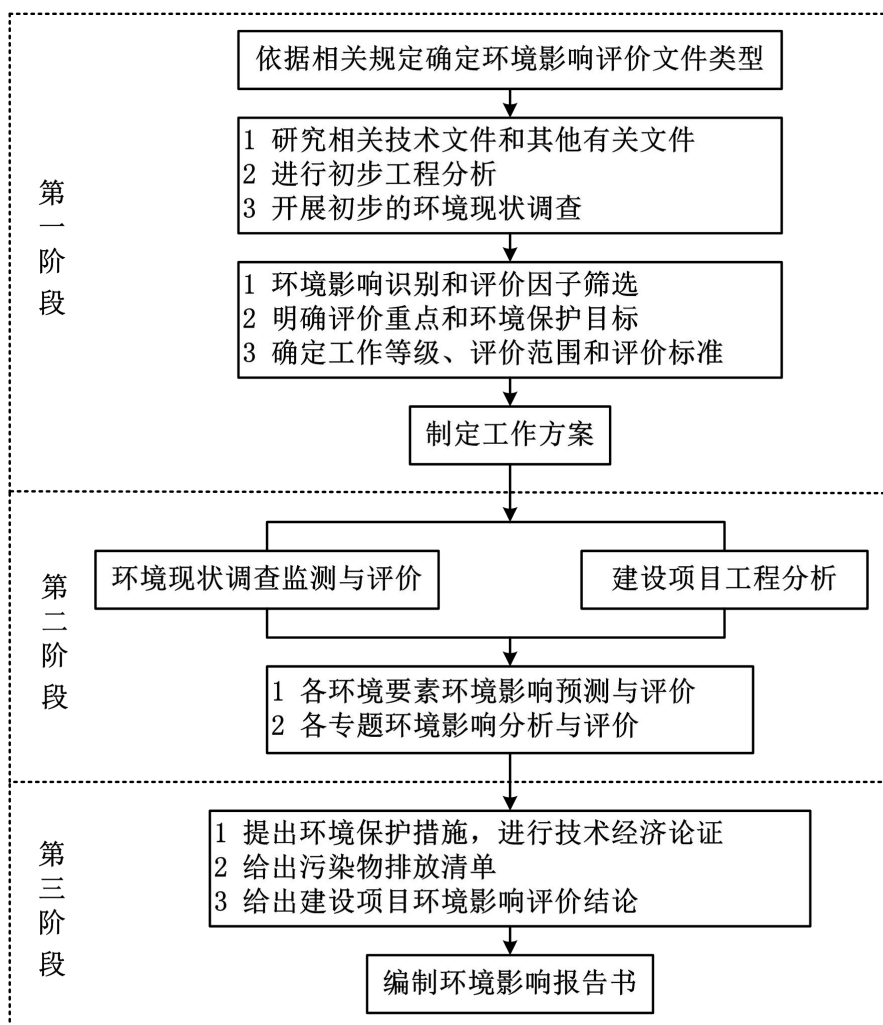 依据相关规定确定环境影响评价文件类型
1 研究相关技术文件和其他有关文件
2 进行初步工程分析
3 开展初步的环境现状调查
第一阶段
1 环境影响识别和评价因子筛选
2 明确评价重点和环境保护目标
3 确定工作等级、评价范围和评价标准
制定工作方案
第二阶段
环境现状调查监测与评价
建设项目工程分析
1 各环境要素环境影响预测与评价
2 各专题环境影响分析与评价
第三阶段
1 提出环境保护措施，进行技术经济论证
2 给出污染物排放清单
3 给出建设项目环境影响评价结论
编制环境影响报告书